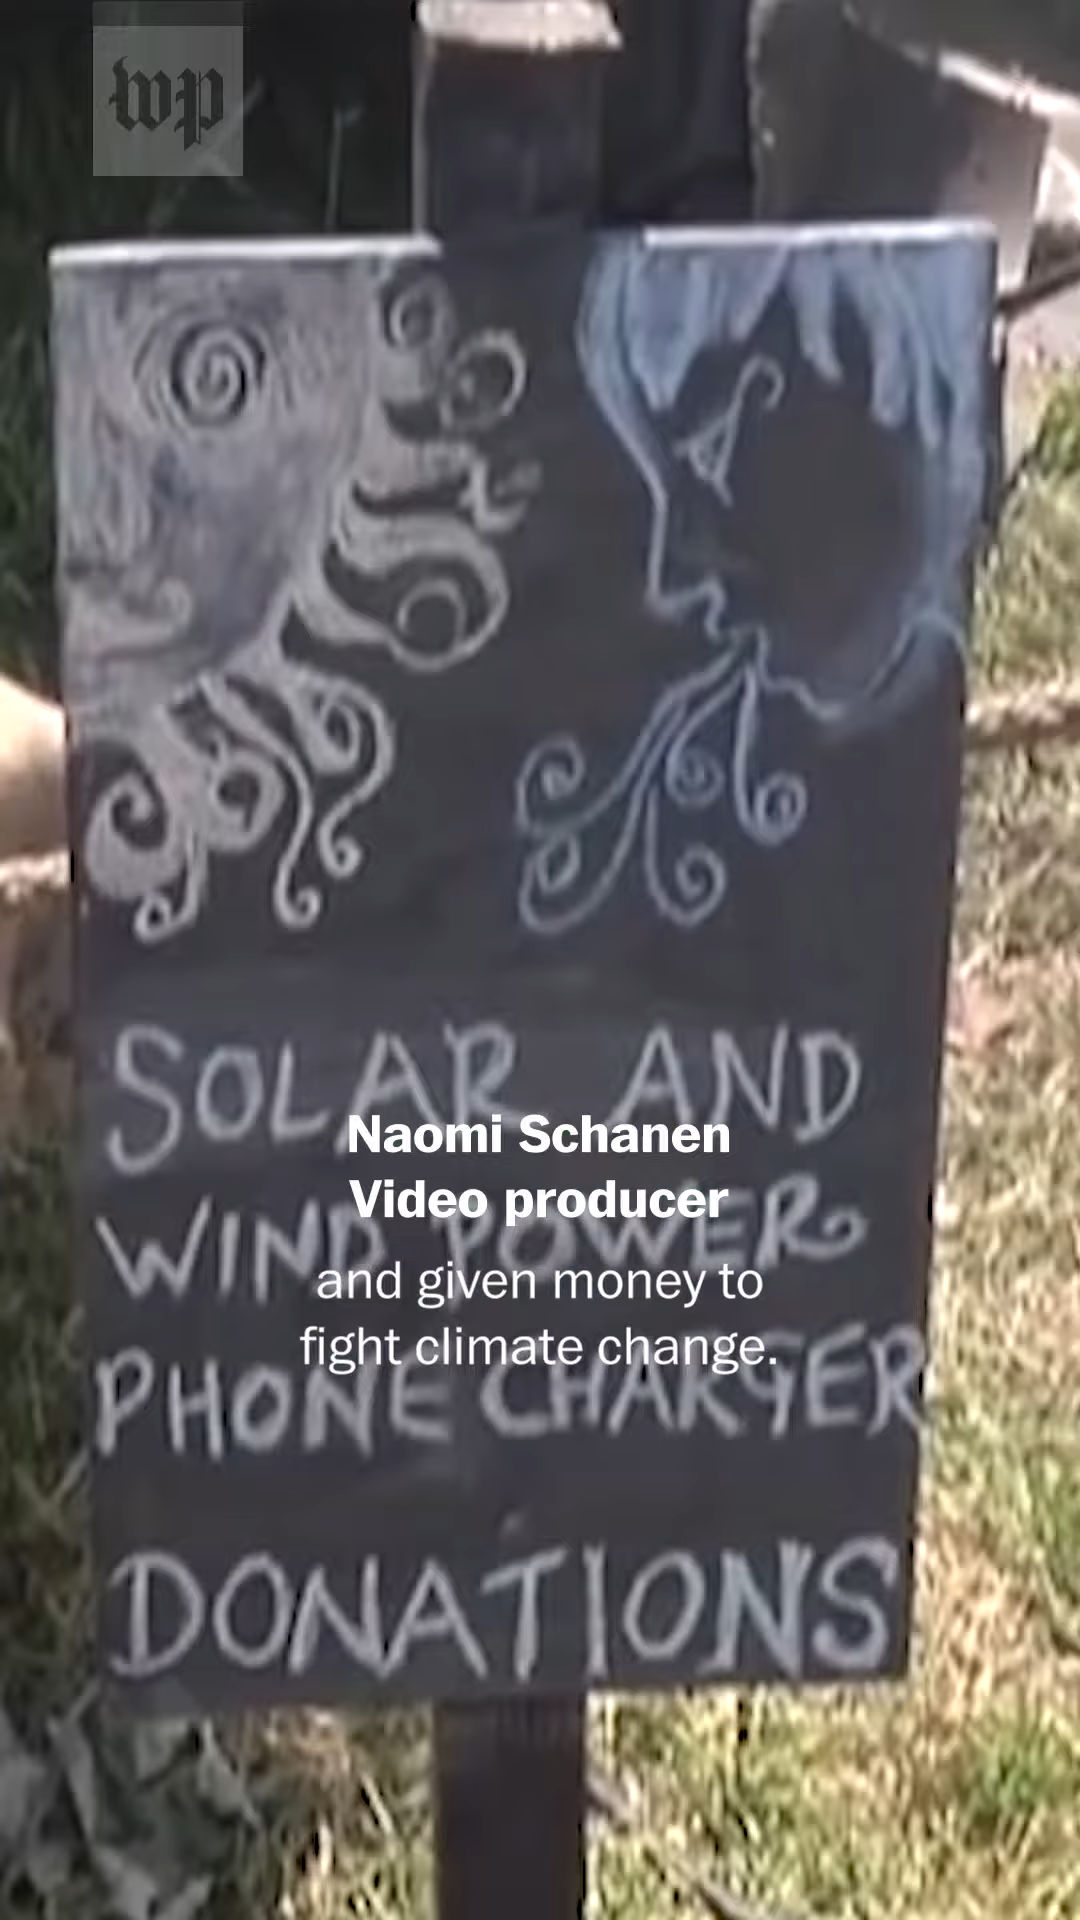 wp
SOLAR AND
Naomi Schanen
Video producer
WIND POWER
and given money to
fight climate change.
PHONE CHARGER
DONATIONS